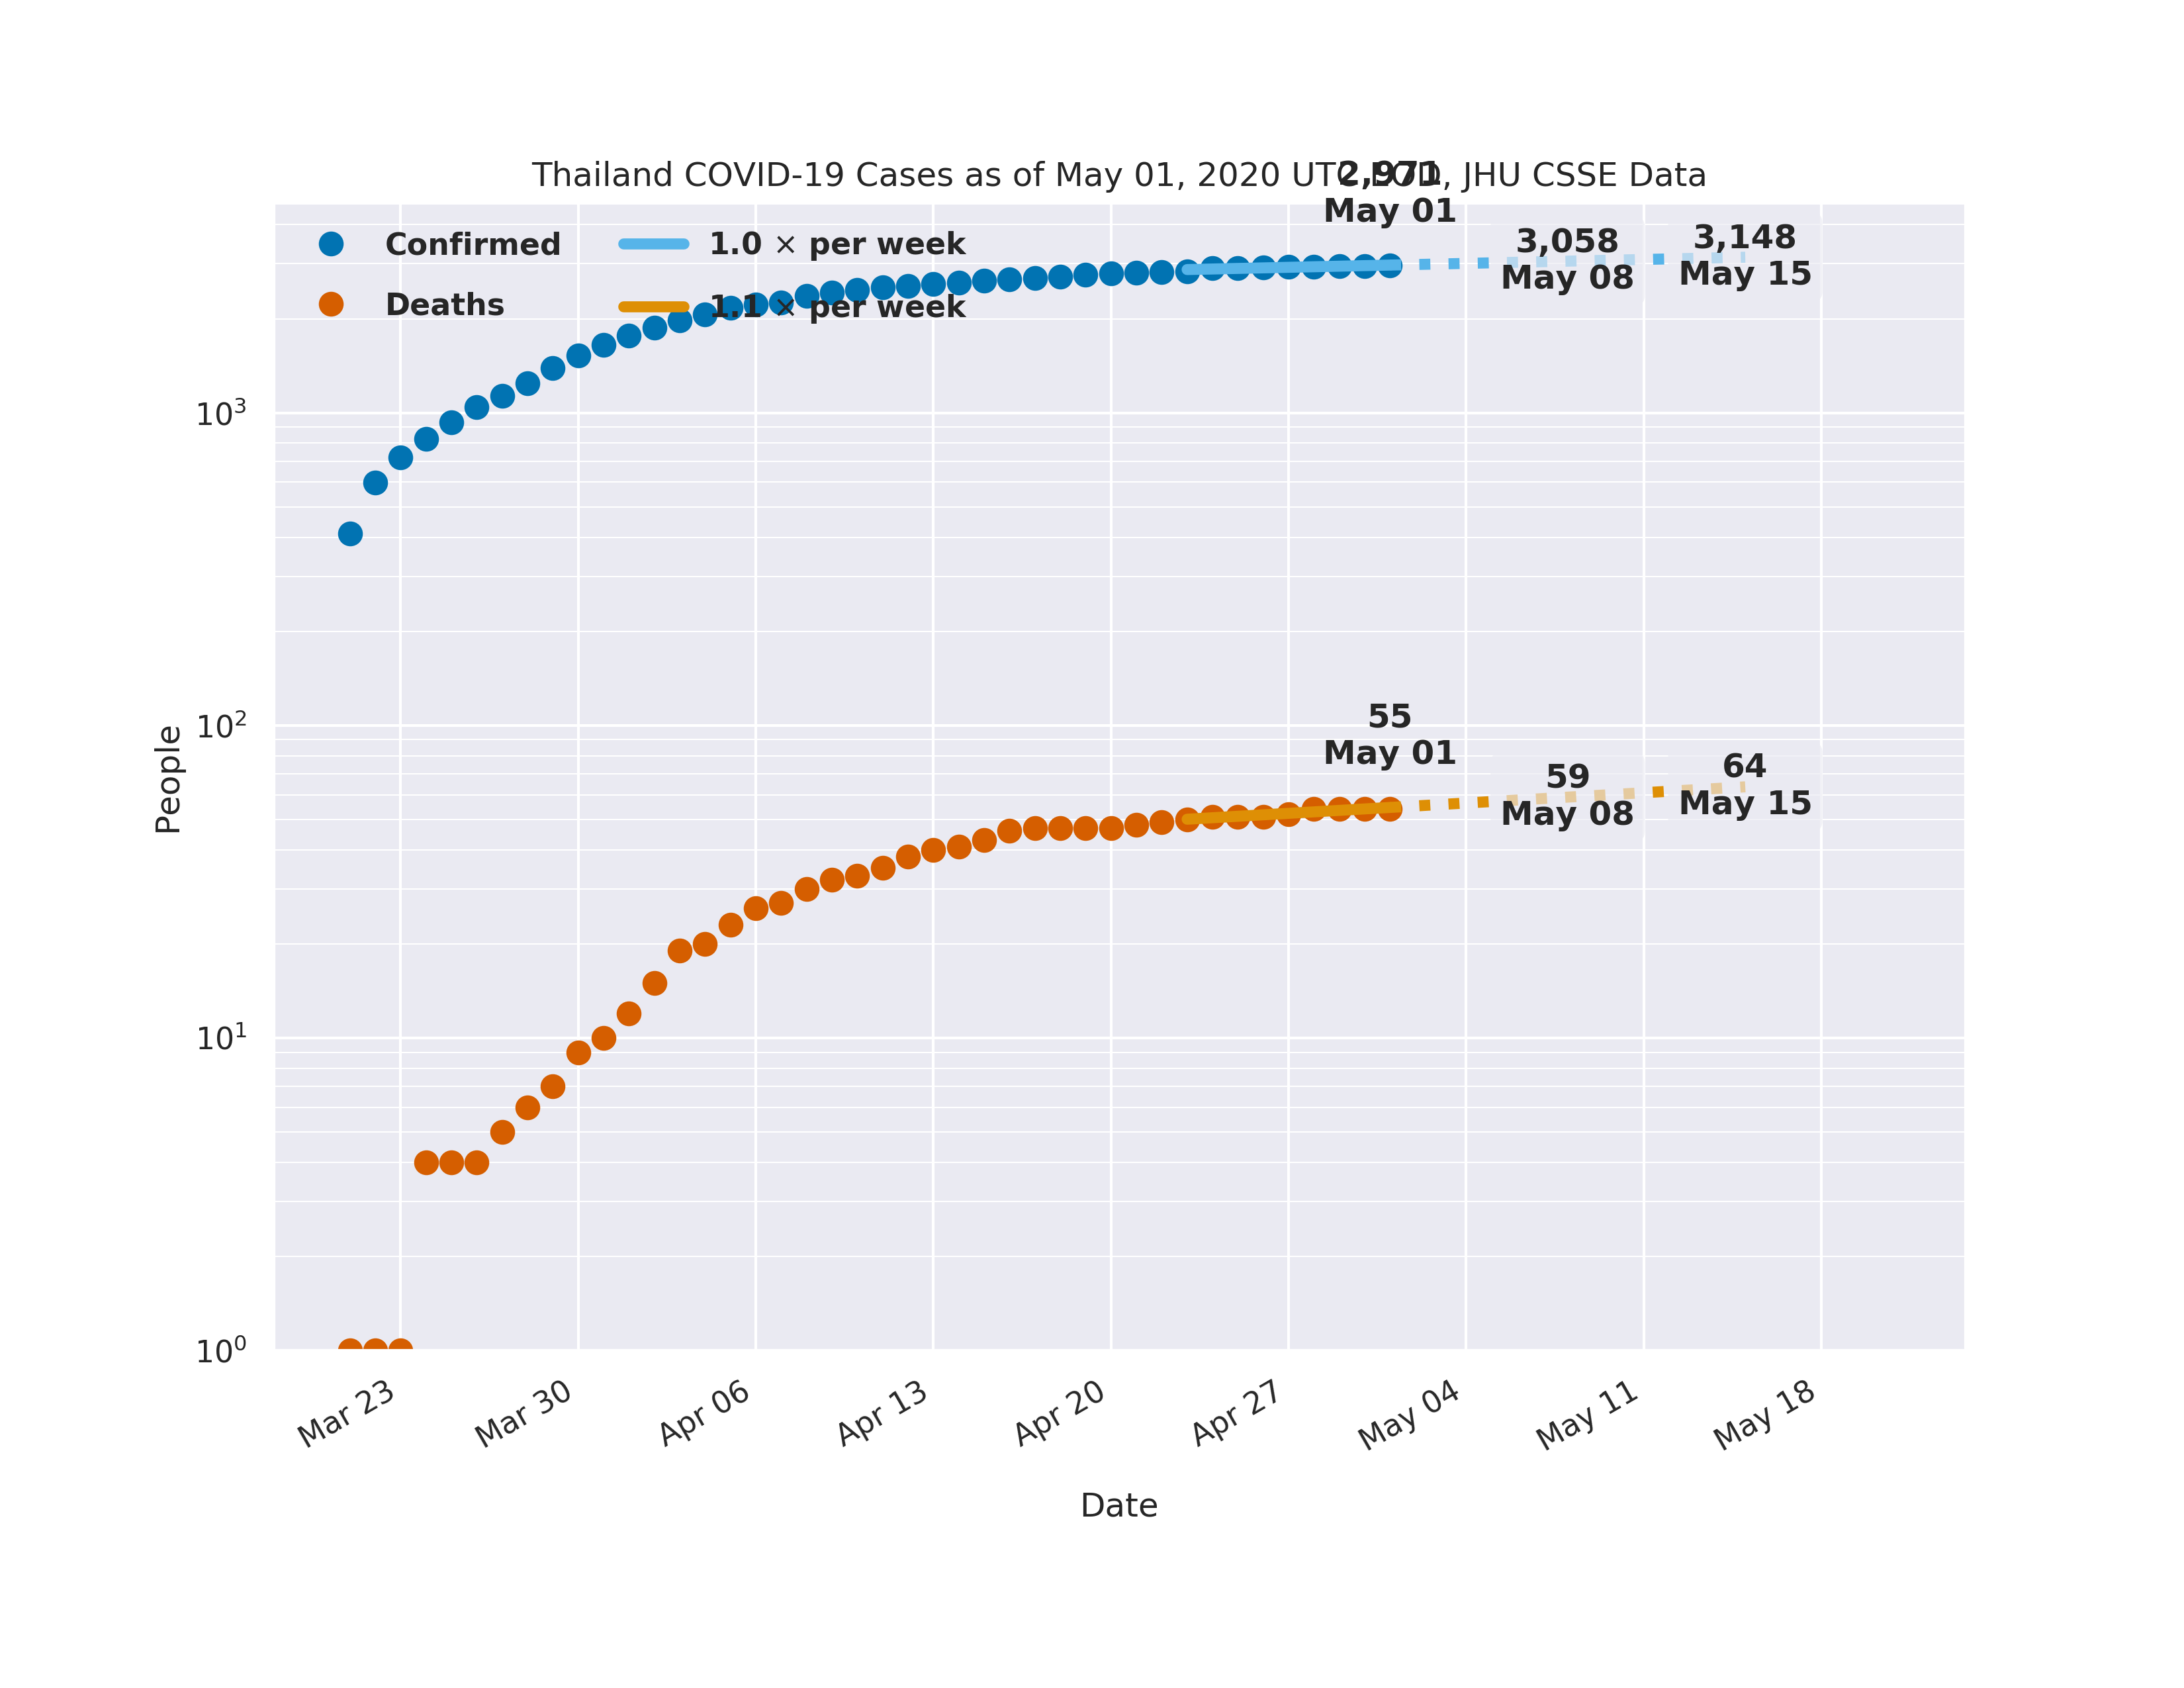 Thailand COVID-19 Cases as of May 01, 2020 UTC EOD, JHU CSSE Data
2,971
May 01
3,058
May 08
3,148
May 15
Confirmed
Deaths
1.0 × per week
1.1 × per week
10³
10²
10¹
10⁰
People
55
May 01
59
May 08
64
May 15
Mar 23
Mar 30
Apr 06
Apr 13
Apr 20
Apr 27
May 04
May 11
May 18
Date